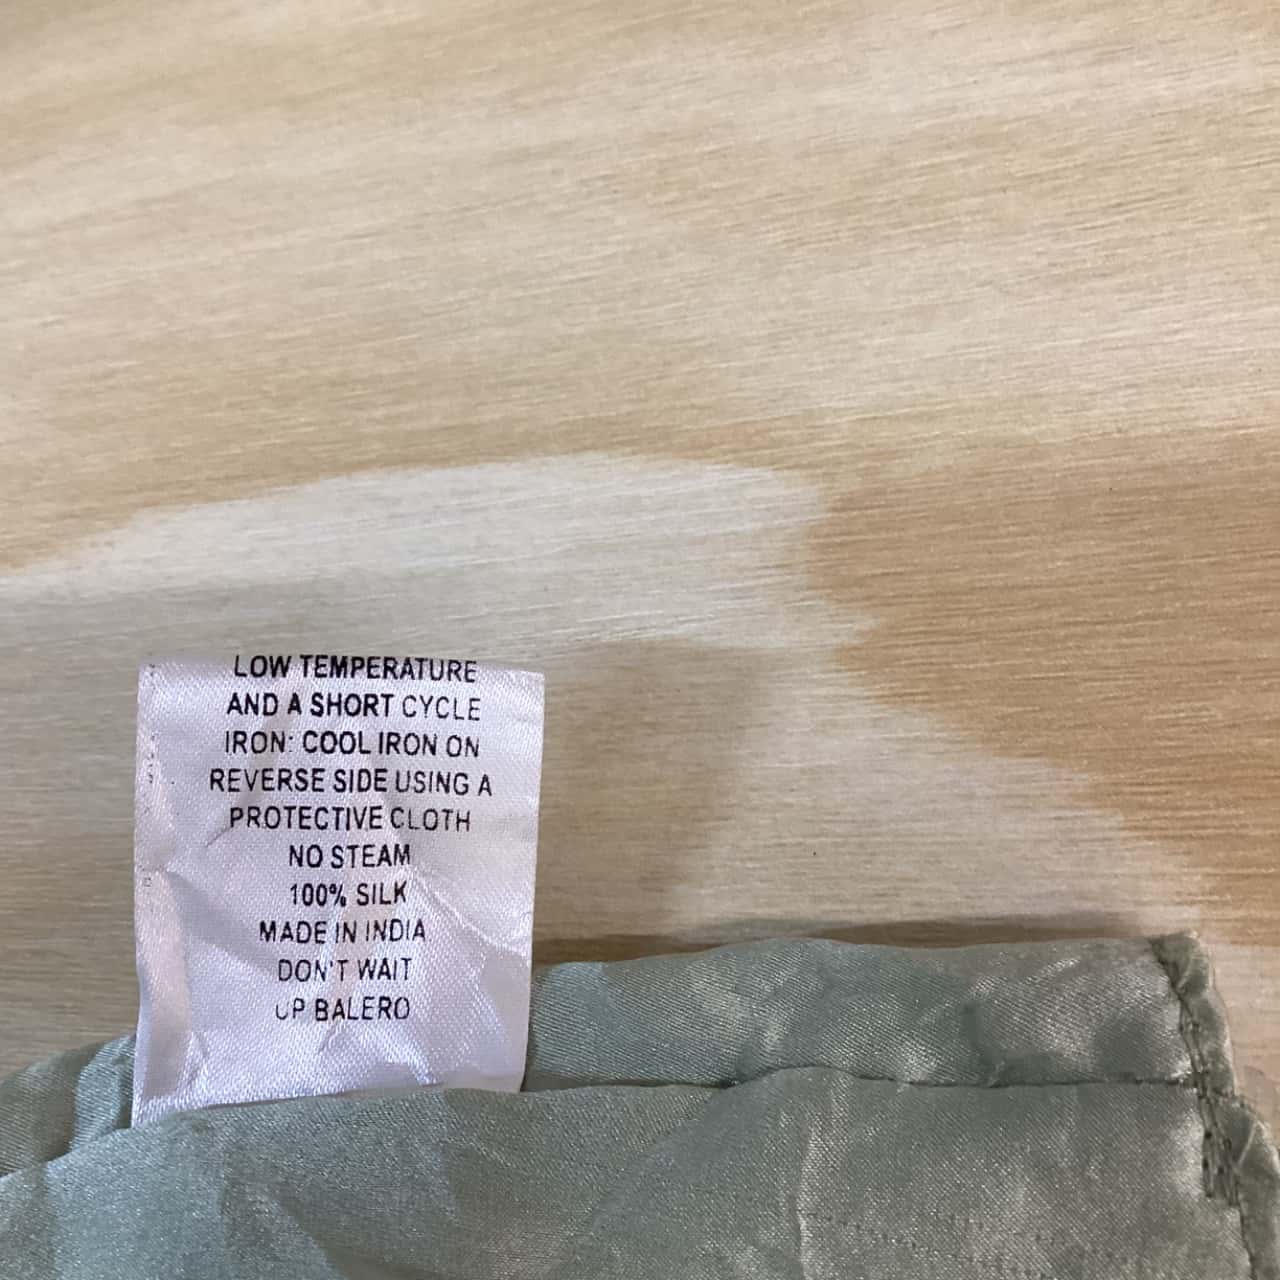 LOW TEMPERATURE
AND A SHORT CYCLE
IRON: COOL IRON ON
REVERSE SIDE USING A
PROTECTIVE CLOTH
NO STEAM
100% SILK
MADE IN INDIA
DON'T WAIT
UP BALERO